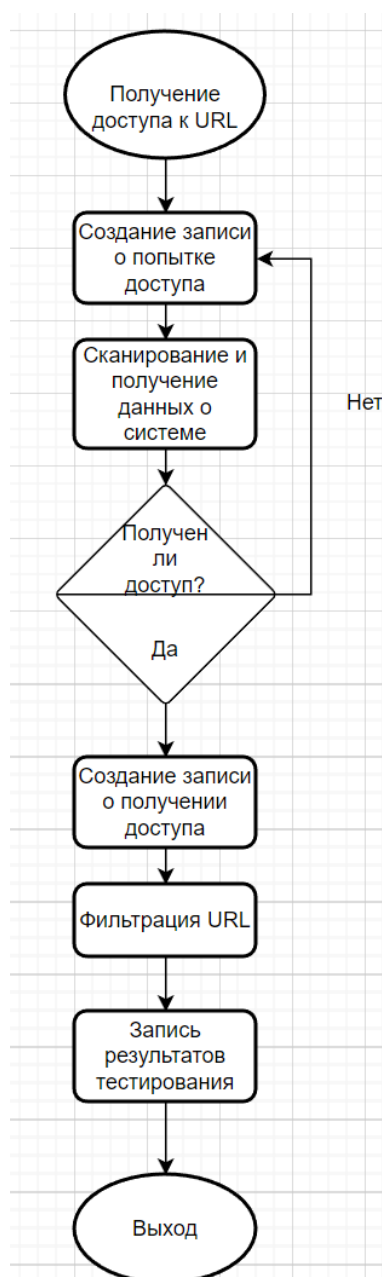 Получение
доступа к URL
Создание записи
о попытке
доступа
Сканирование и
получение
данных о
системе
Нет
Получен
ли
доступ?
Да
Создание записи
о получении
доступа
Фильтрация URL
Запись
результатов
тестирования
Выход